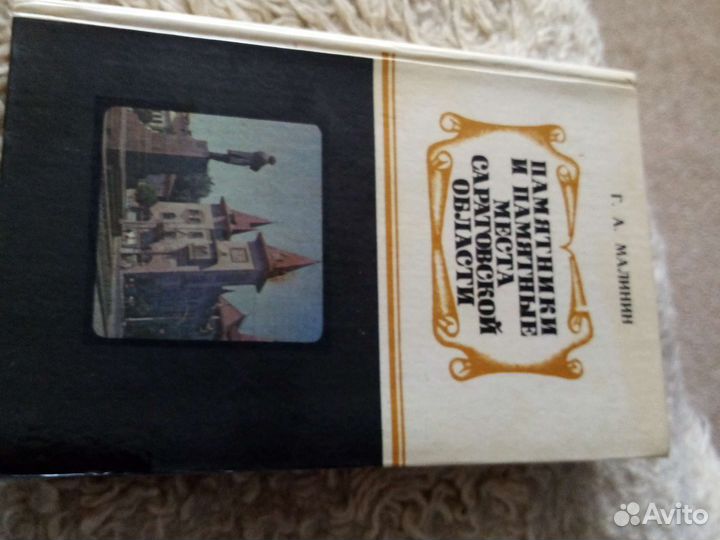 Г. А. МАЛИНИН
ПАМЯТНИКИ
И ПАМЯТНЫЕ
МЕСТА
САРАТОВСКОЙ
ОБЛАСТИ
Avito